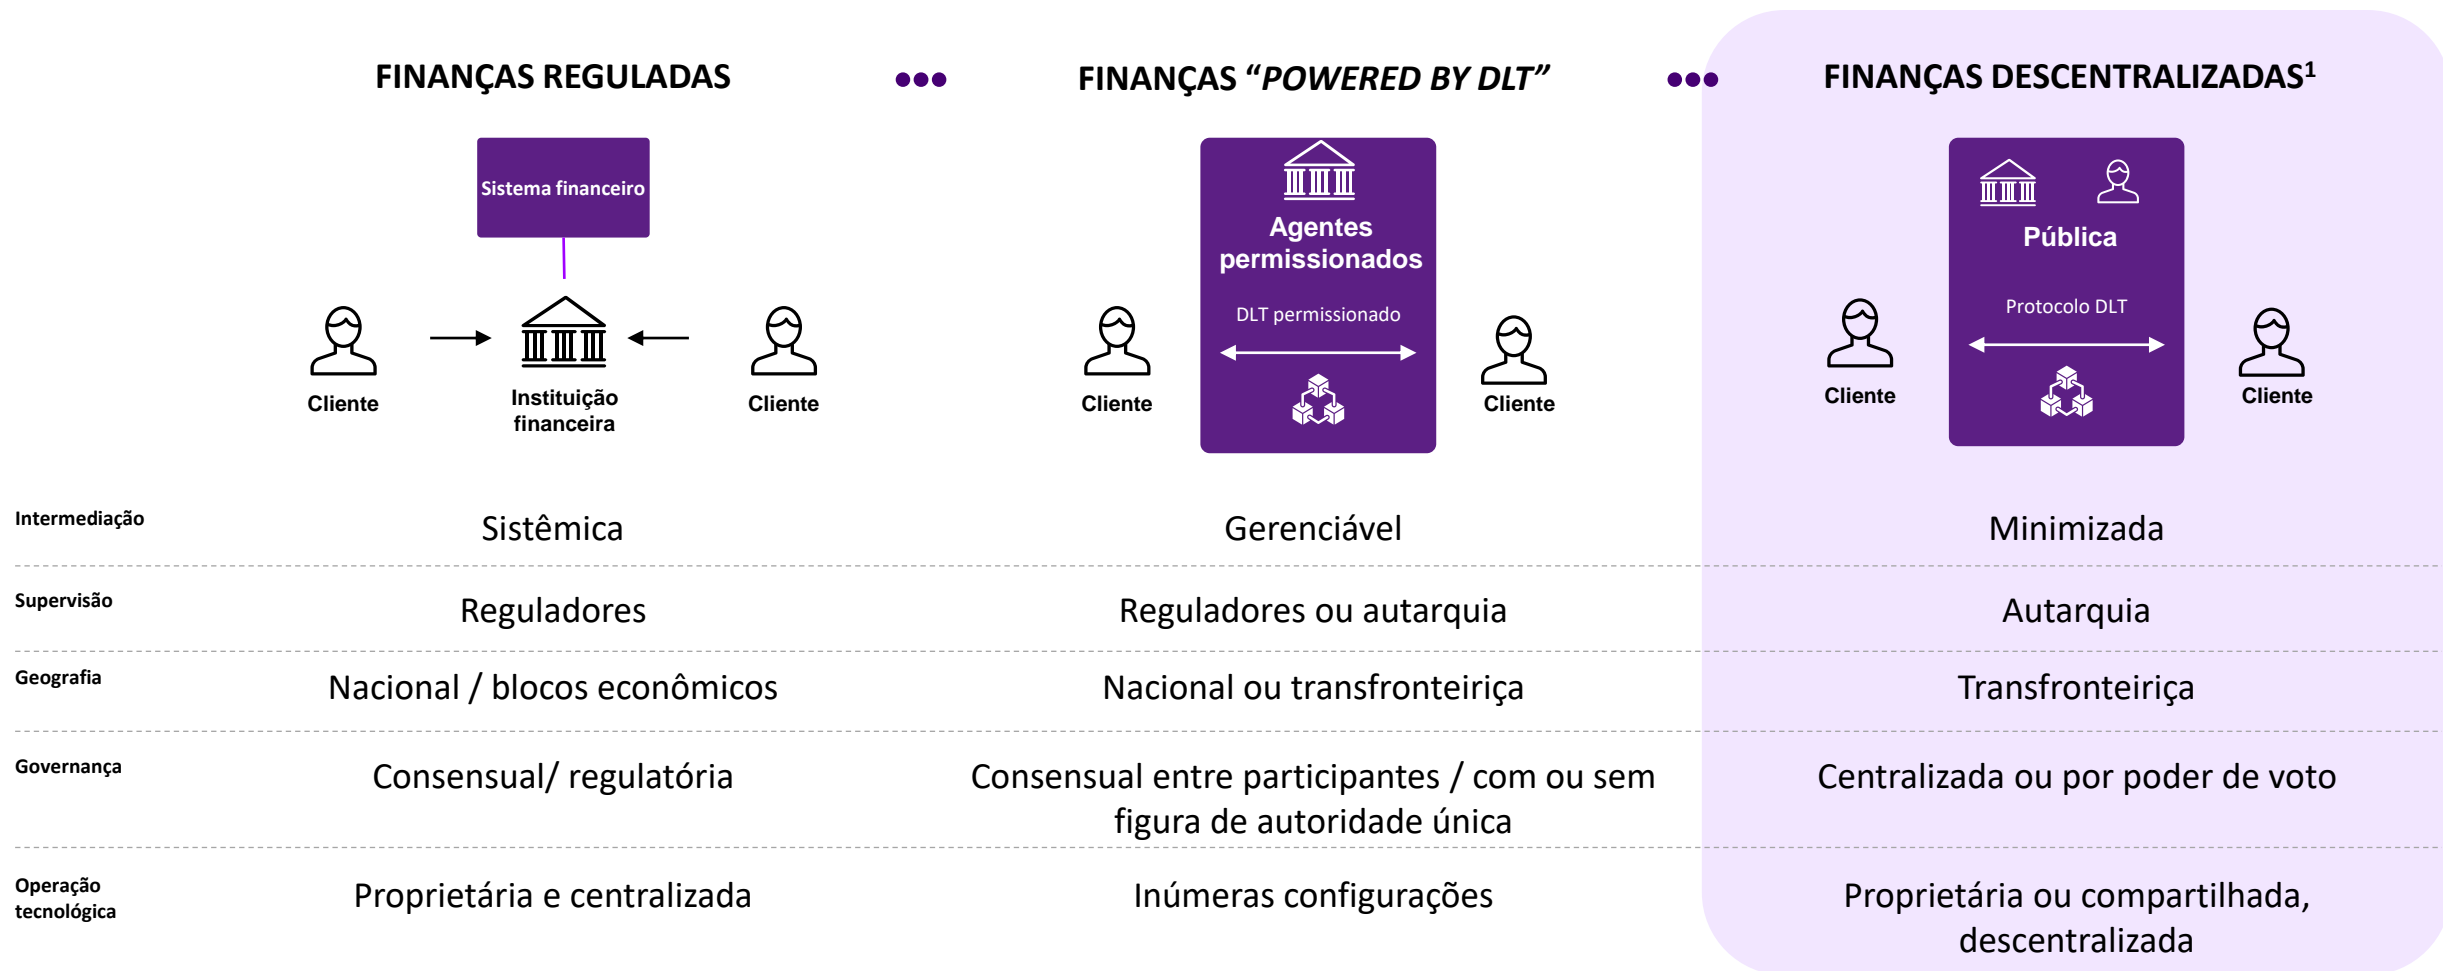 FINANÇAS REGULADAS
FINANÇAS “POWERED BY DLT”
FINANÇAS DESCENTRALIZADAS¹
Sistema financeiro
Cliente
Instituição
financeira
Cliente
Agentes
permissionados
DLT permissionado
Cliente
Cliente
Pública
Protocolo DLT
Cliente
Cliente
Intermediação
Sistêmica
Gerenciável
Minimizada
Supervisão
Reguladores
Reguladores ou autarquia
Autarquia
Geografia
Nacional / blocos econômicos
Nacional ou transfronteiriça
Transfronteiriça
Governança
Consensual/ regulatória
Consensual entre participantes / com ou sem
figura de autoridade única
Centralizada ou por poder de voto
Operação
tecnológica
Proprietária e centralizada
Inúmeras configurações
Proprietária ou compartilhada,
descentralizada